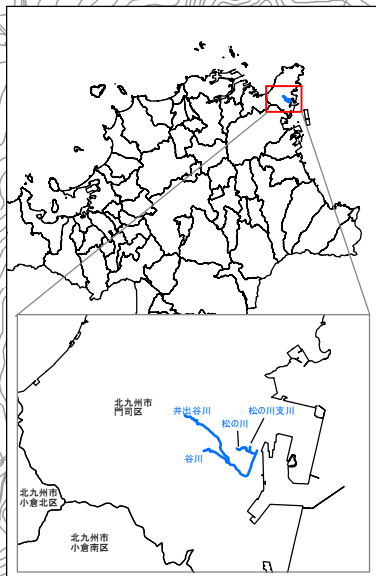 北九州市
門司区
井出谷川
松の川支川
松の川
谷川
北九州市
小倉北区
北九州市
小倉南区